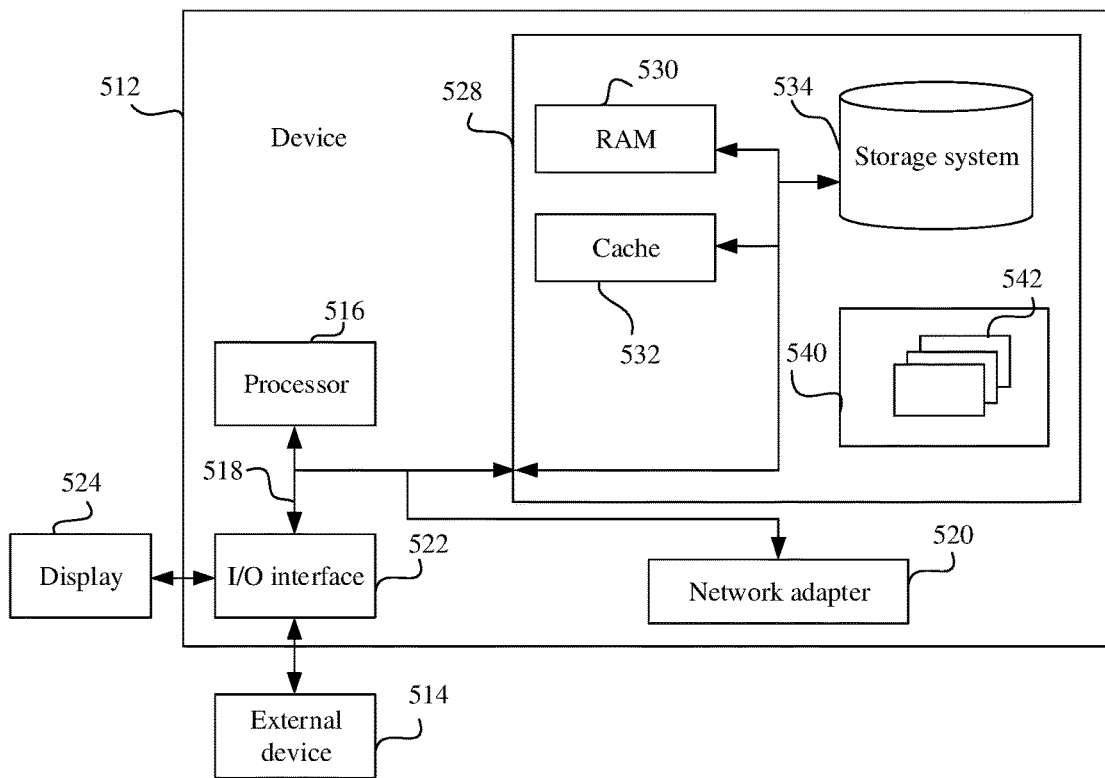 512
Device
528
530
RAM
534
Storage system
Cache
532
542
540
516
Processor
518
524
Display
I/O interface
522
520
Network adapter
514
External
device